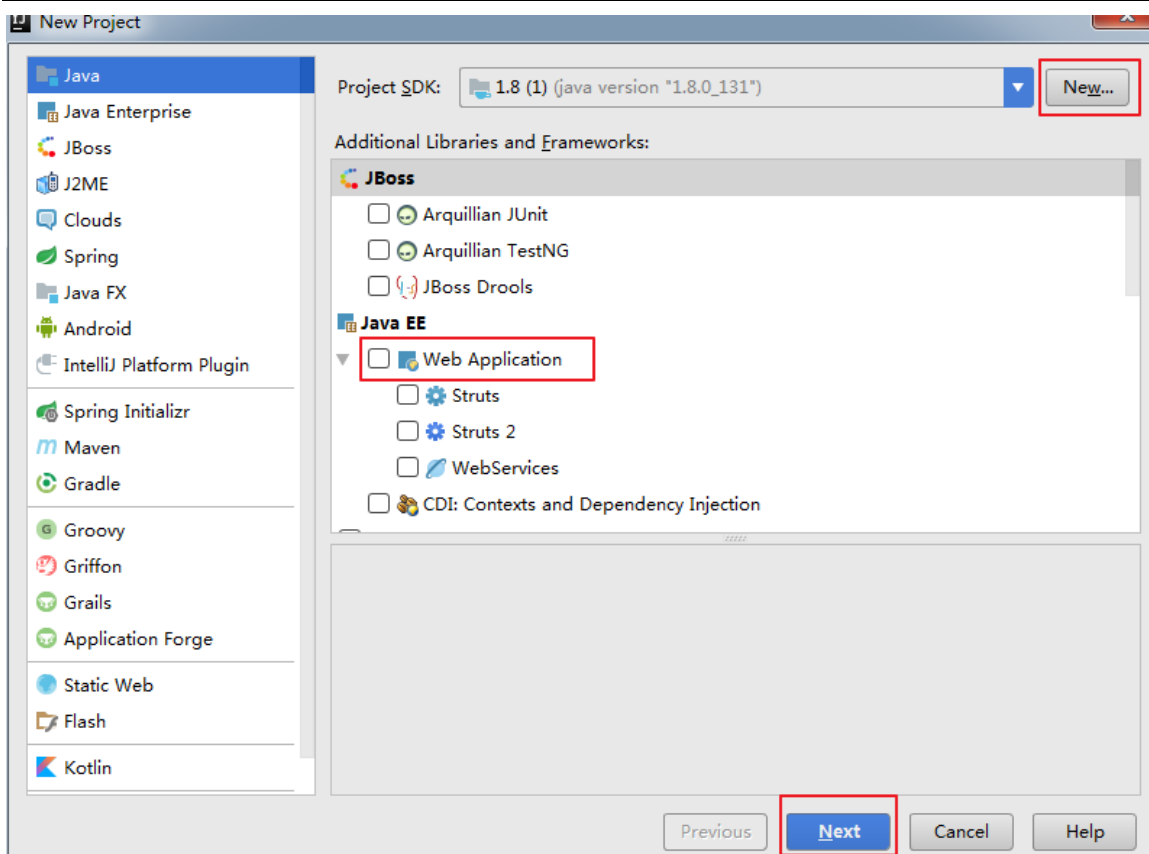 New Project
Java
Java Enterprise
JBoss
J2ME
Clouds
Spring
Java FX
Android
IntelliJ Platform Plugin
Spring Initializr
Maven
Gradle
Groovy
Griffon
Grails
Application Forge
Static Web
Flash
Kotlin
Project SDK: 1.8 (1) (java version "1.8.0_131") New...
Additional Libraries and Frameworks:
JBoss
Arquillian JUnit
Arquillian TestNG
JBoss Drools
Java EE
Web Application
Struts
Struts 2
WebServices
CDI: Contexts and Dependency Injection
Previous Next Cancel Help